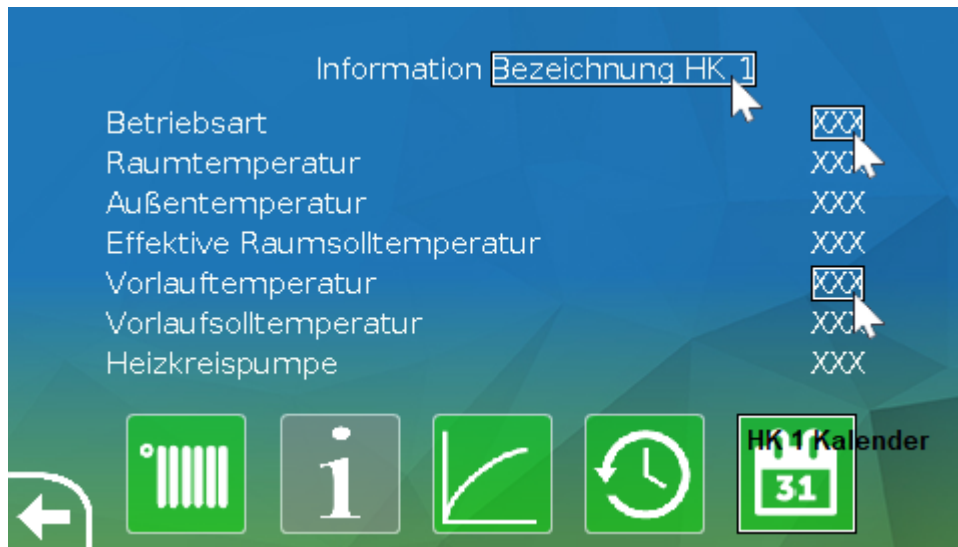 Information Bezeichnung HK 1
Betriebsart XXX
Raumtemperatur XXX
Außentemperatur XXX
Effektive Raumsolltemperatur XXX
Vorlauftemperatur XXX
Vorlaufsolltemperatur XXX
Heizkreispumpe XXX
HK 1 Kalender
31